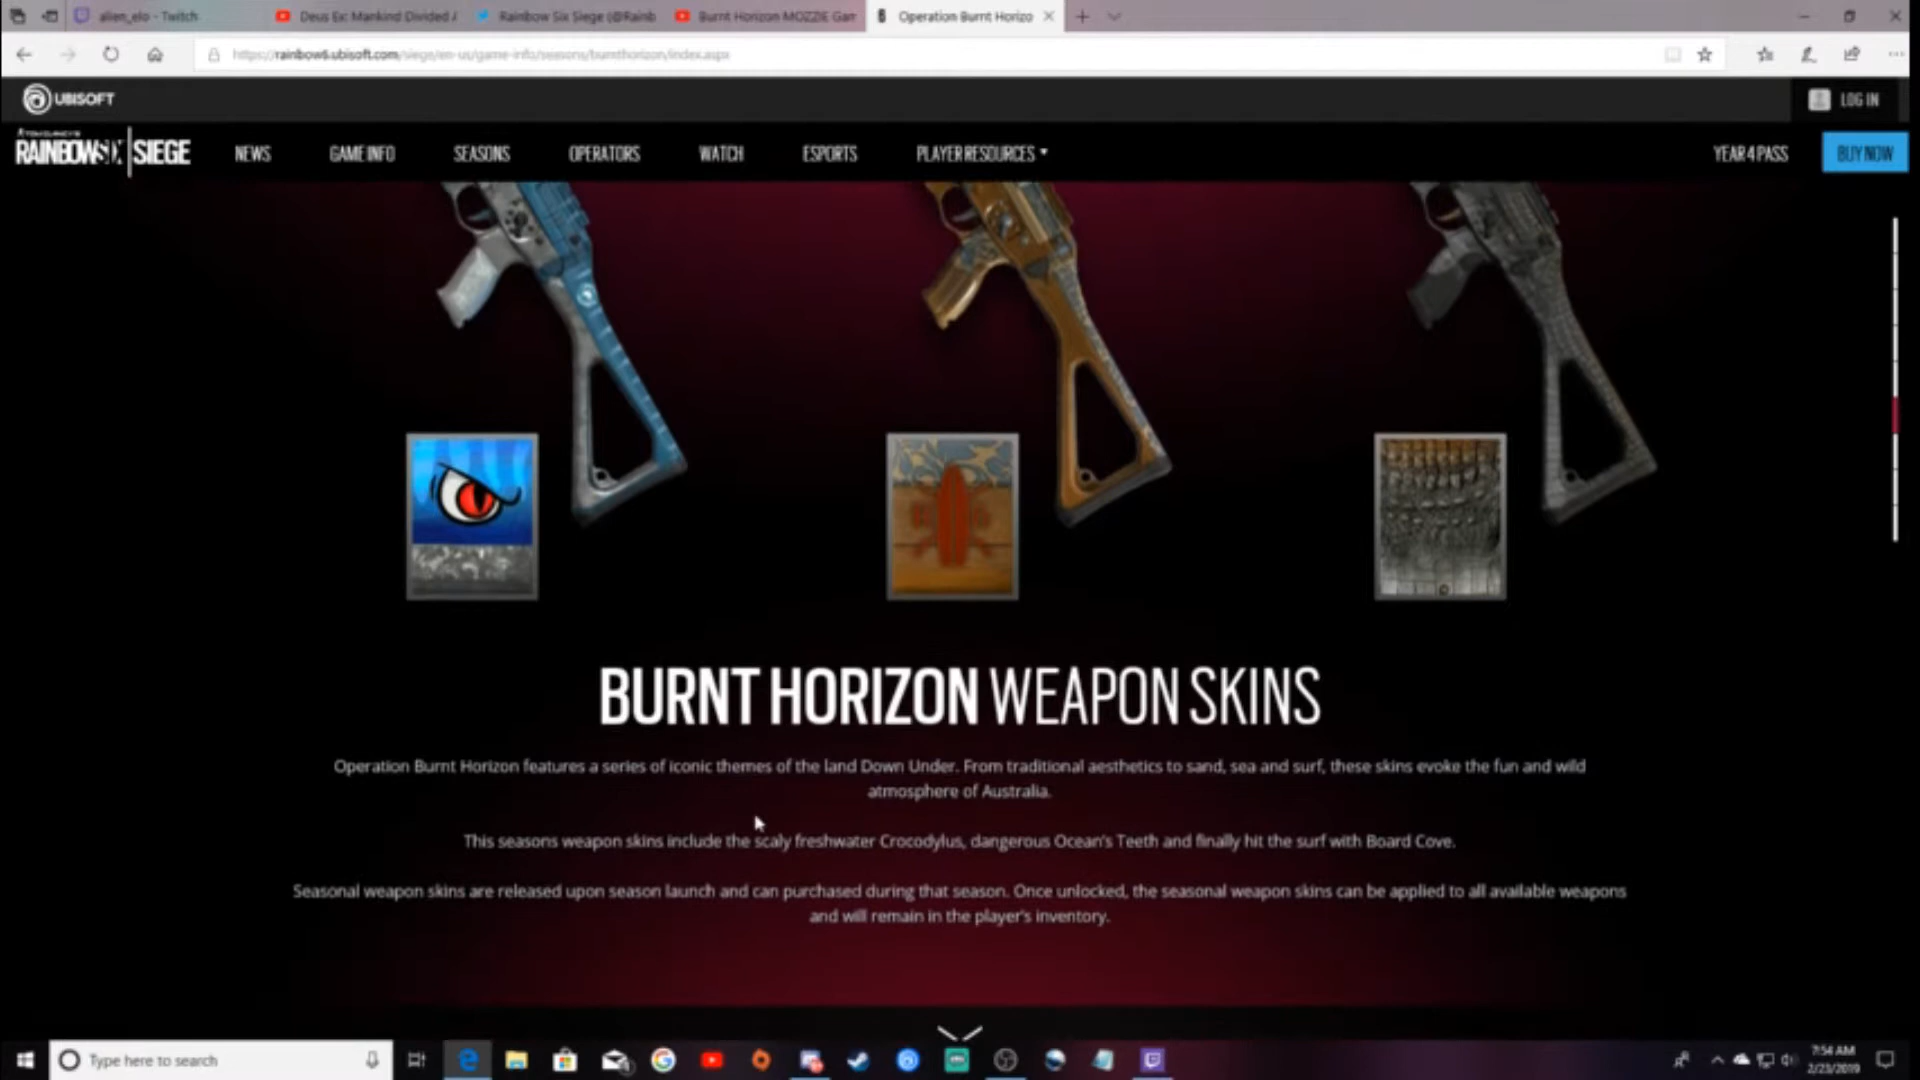 alien_elo - Twitch
Deus Ex: Mankind Divided /
Rainbow Six Siege (@Rainb
Burnt Horizon MOZZIE Gam
Operation Burnt Horizo
https://rainbow6.ubisoft.com/siege/en-us/game-info/seasons/burnthorizon/index.aspx
UBISOFT
LOG IN
RAINBOWSIX SIEGE
NEWS
GAME INFO
SEASONS
OPERATORS
WATCH
ESPORTS
PLAYER RESOURCES
YEAR 4 PASS
BUY NOW
BURNT HORIZON WEAPON SKINS
Operation Burnt Horizon features a series of iconic themes of the land Down Under. From traditional aesthetics to sand, sea and surf, these skins evoke the fun and wild
atmosphere of Australia.
This seasons weapon skins include the scaly freshwater Crocodylus, dangerous Ocean's Teeth and finally hit the surf with Board Cove.
Seasonal weapon skins are released upon season launch and can purchased during that season. Once unlocked, the seasonal weapon skins can be applied to all available weapons
and will remain in the player's inventory.
Type here to search
7:54 AM
2/23/2019